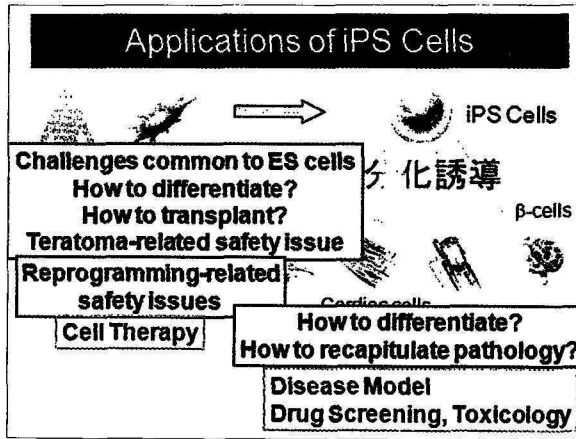 Applications of iPS Cells
iPS Cells
Challenges common to ES cells
How to differentiate?
How to transplant?
Teratoma-related safety issue
化誘導
β-cells
Reprogramming-related
safety issues
Cardiac cells
Cell Therapy
How to differentiate?
How to recapitulate pathology?
Disease Model
Drug Screening, Toxicology